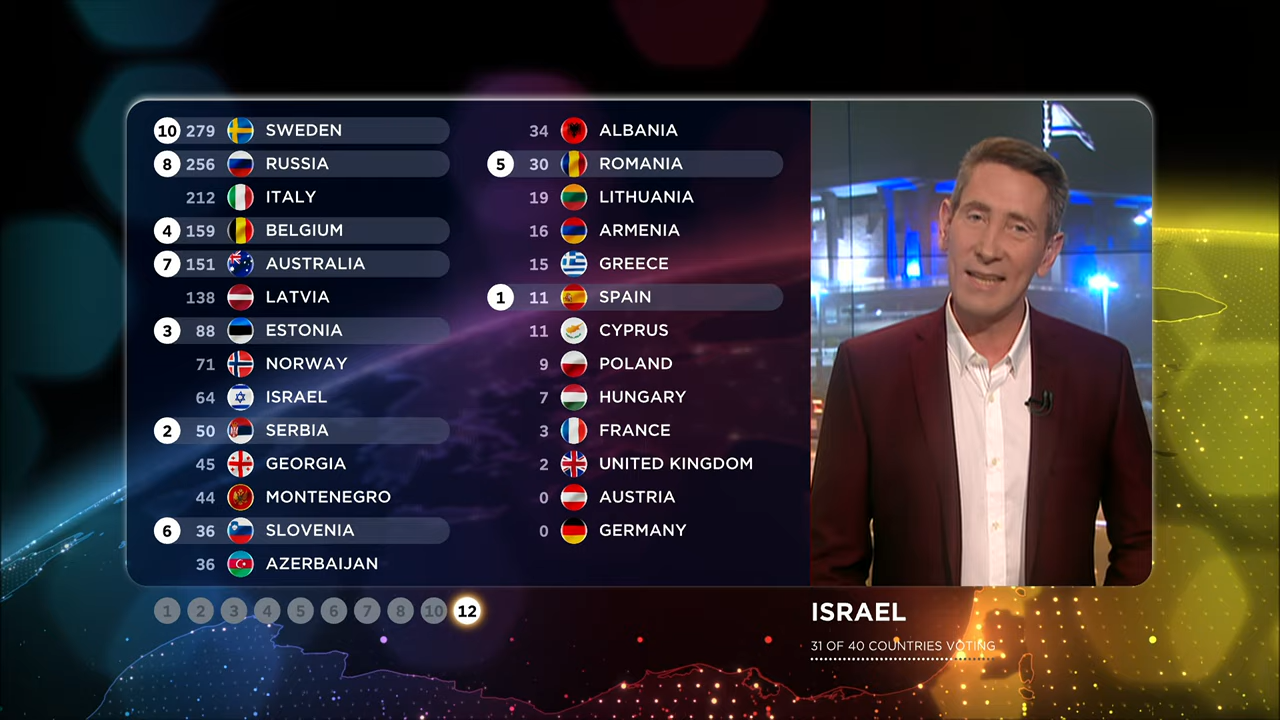 10 279 SWEDEN
8 256 RUSSIA
212 ITALY
4 159 BELGIUM
7 151 AUSTRALIA
138 LATVIA
3 88 ESTONIA
71 NORWAY
64 ISRAEL
2 50 SERBIA
45 GEORGIA
44 MONTENEGRO
6 36 SLOVENIA
36 AZERBAIJAN
34 ALBANIA
5 30 ROMANIA
19 LITHUANIA
16 ARMENIA
15 GREECE
1 11 SPAIN
11 CYPRUS
9 POLAND
7 HUNGARY
3 FRANCE
2 UNITED KINGDOM
0 AUSTRIA
0 GERMANY
1 2 3 4 5 6 7 8 10 12
ISRAEL
31 OF 40 COUNTRIES VOTING